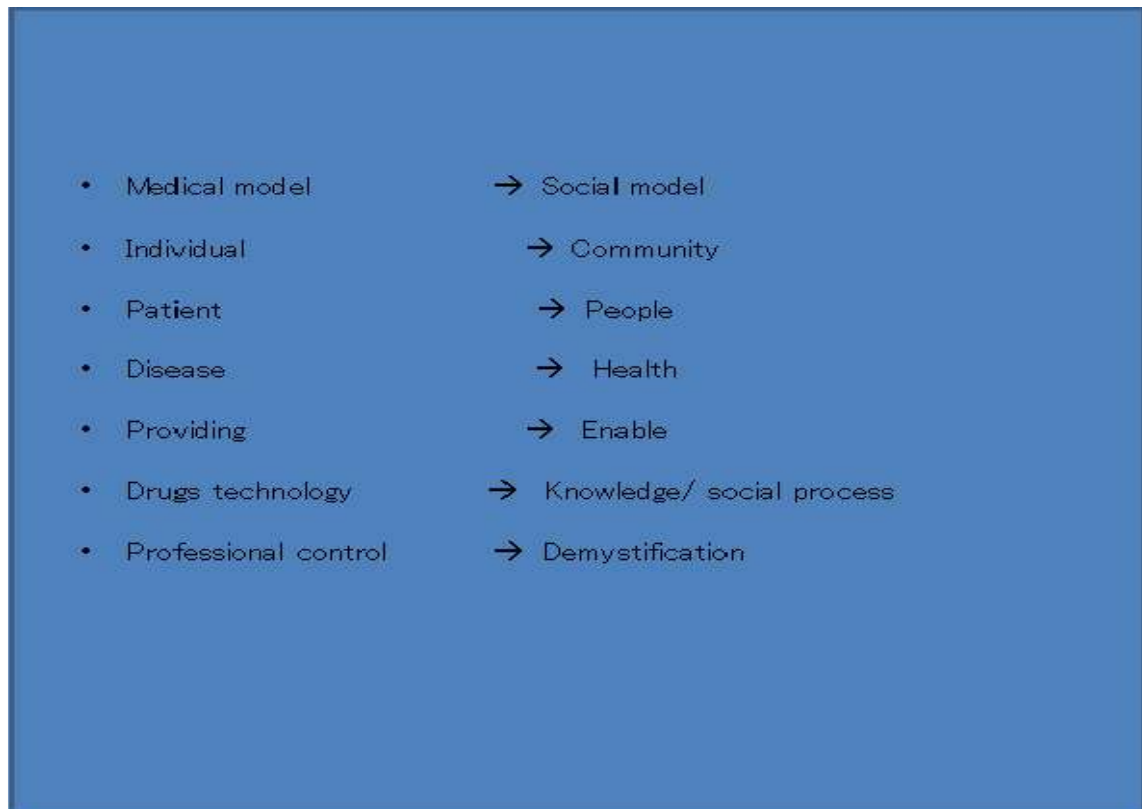 • Medical model → Social model
• Individual → Community
• Patient → People
• Disease → Health
• Providing → Enable
• Drugs technology → Knowledge/ social process
• Professional control → Demystification